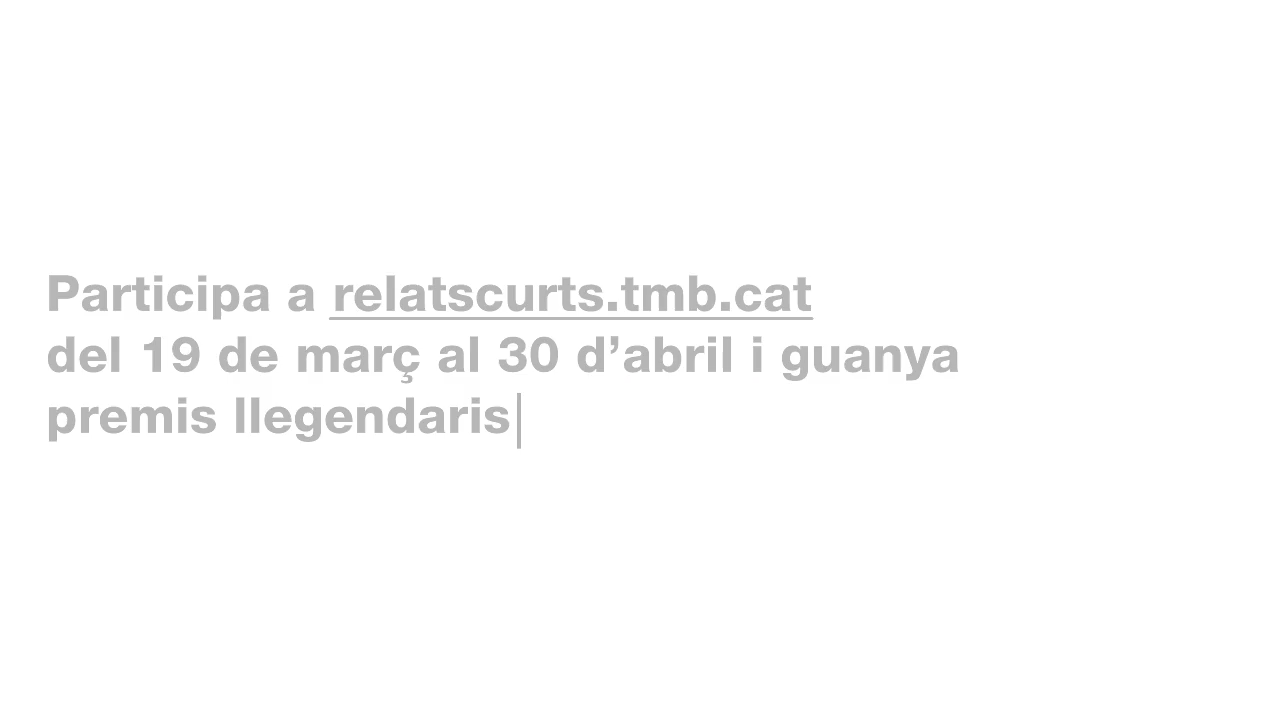 Participa a relatscurts.tmb.cat
del 19 de març al 30 d’abril i guanya
premis llegendaris